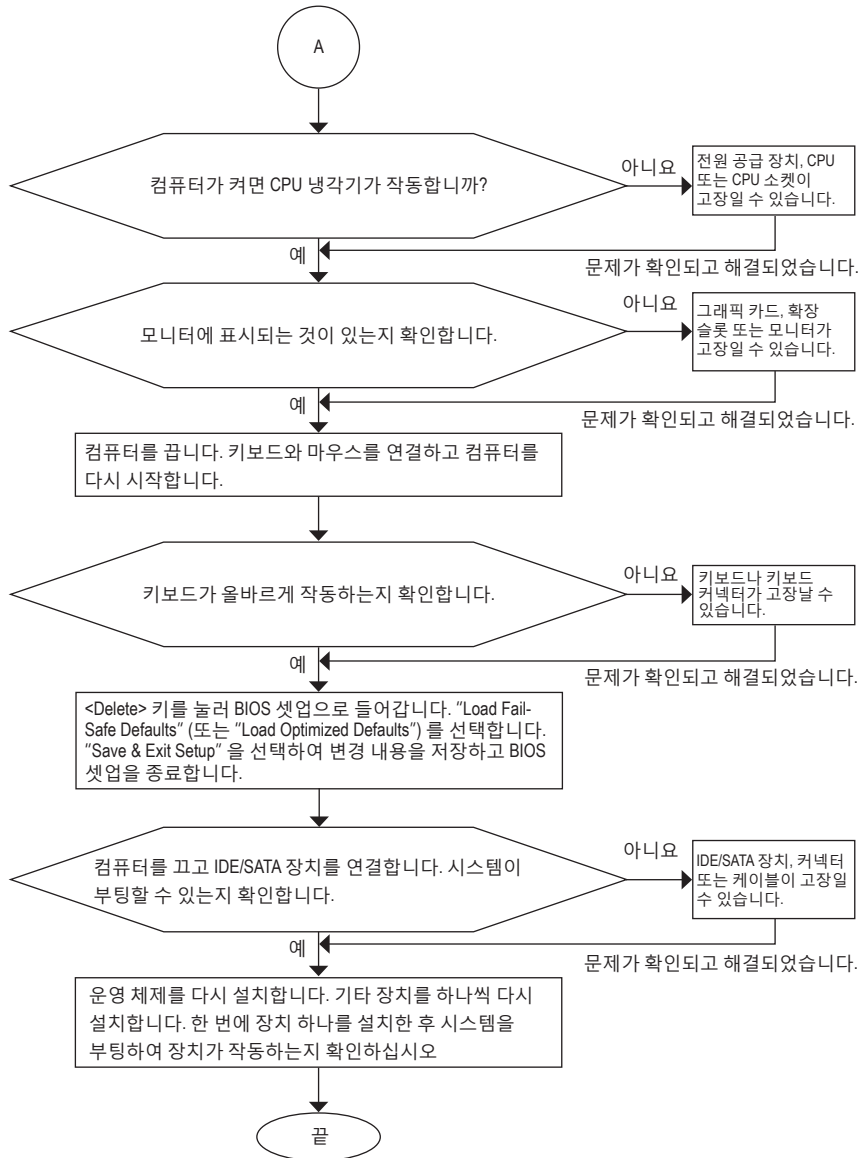 A
컴퓨터가 켜면 CPU 냉각기가 작동합니까?
아니요
전원 공급 장치, CPU
또는 CPU 소켓이
고장일 수 있습니다.
예
문제가 확인되고 해결되었습니다.
모니터에 표시되는 것이 있는지 확인합니다.
아니요
그래픽 카드, 확장
슬롯 또는 모니터가
고장일 수 있습니다.
예
문제가 확인되고 해결되었습니다.
컴퓨터를 끕니다. 키보드와 마우스를 연결하고 컴퓨터를
다시 시작합니다.
키보드가 올바르게 작동하는지 확인합니다.
아니요
키보드나 키보드
커넥터가 고장날 수
있습니다.
예
문제가 확인되고 해결되었습니다.
<Delete> 키를 눌러 BIOS 셋업으로 들어갑니다. "Load Fail-
Safe Defaults" (또는 "Load Optimized Defaults") 를 선택합니다.
"Save & Exit Setup" 을 선택하여 변경 내용을 저장하고 BIOS
셋업을 종료합니다.
컴퓨터를 끄고 IDE/SATA 장치를 연결합니다. 시스템이
부팅할 수 있는지 확인합니다.
아니요
IDE/SATA 장치, 커넥터
또는 케이블이 고장일
수 있습니다.
예
문제가 확인되고 해결되었습니다.
운영 체제를 다시 설치합니다. 기타 장치를 하나씩 다시
설치합니다. 한 번에 장치 하나를 설치한 후 시스템을
부팅하여 장치가 작동하는지 확인하십시오
끝